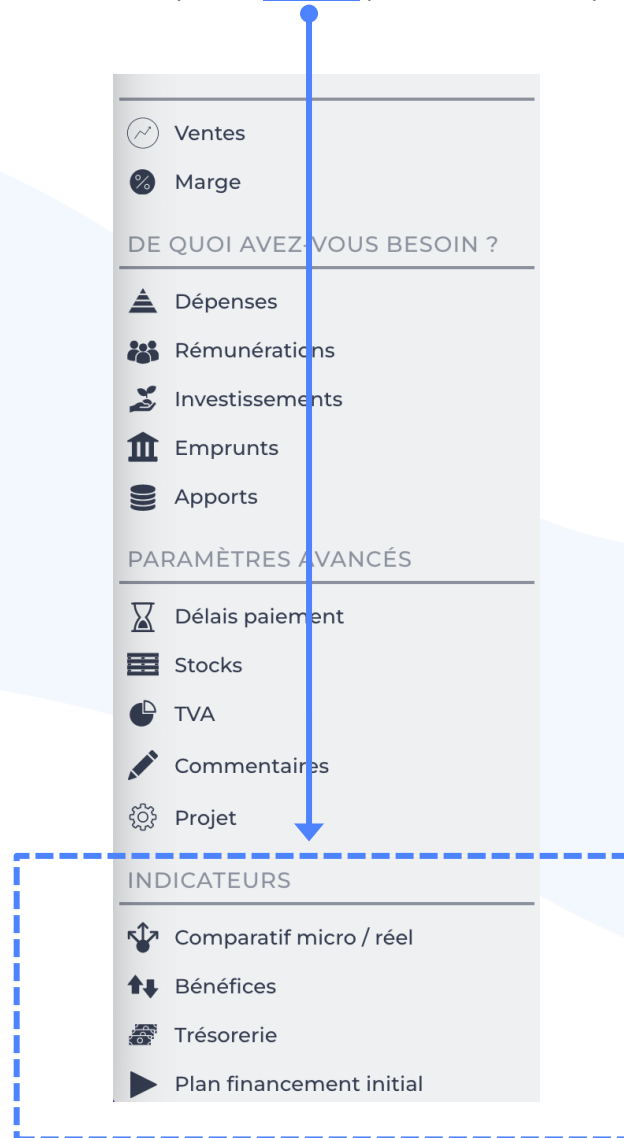 Ventes
Marge
DE QUOI AVEZ-VOUS BESOIN ?
Dépenses
Rémunérations
Investissements
Emprunts
Apports
PARAMÈTRES AVANCÉS
Délais paiement
Stocks
TVA
Commentaires
Projet
INDICATEURS
Comparatif micro / réel
Bénéfices
Trésorerie
Plan financement initial